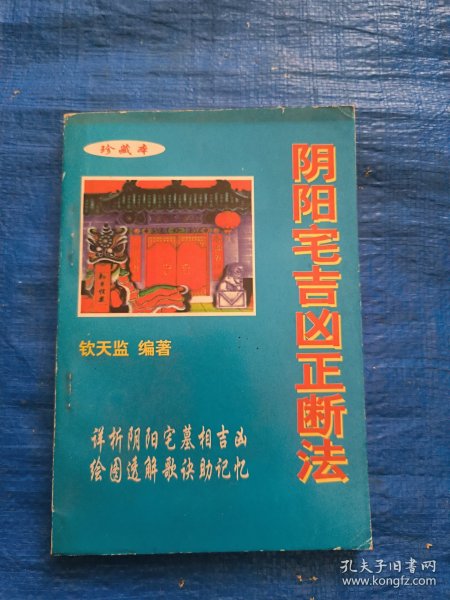 珍藏本
阴阳宅吉凶正断法
钦天监 编著
详析阴阳宅墓相吉凶
绘图透解歌诀助记忆
孔夫子旧书网
www.kongfz.com